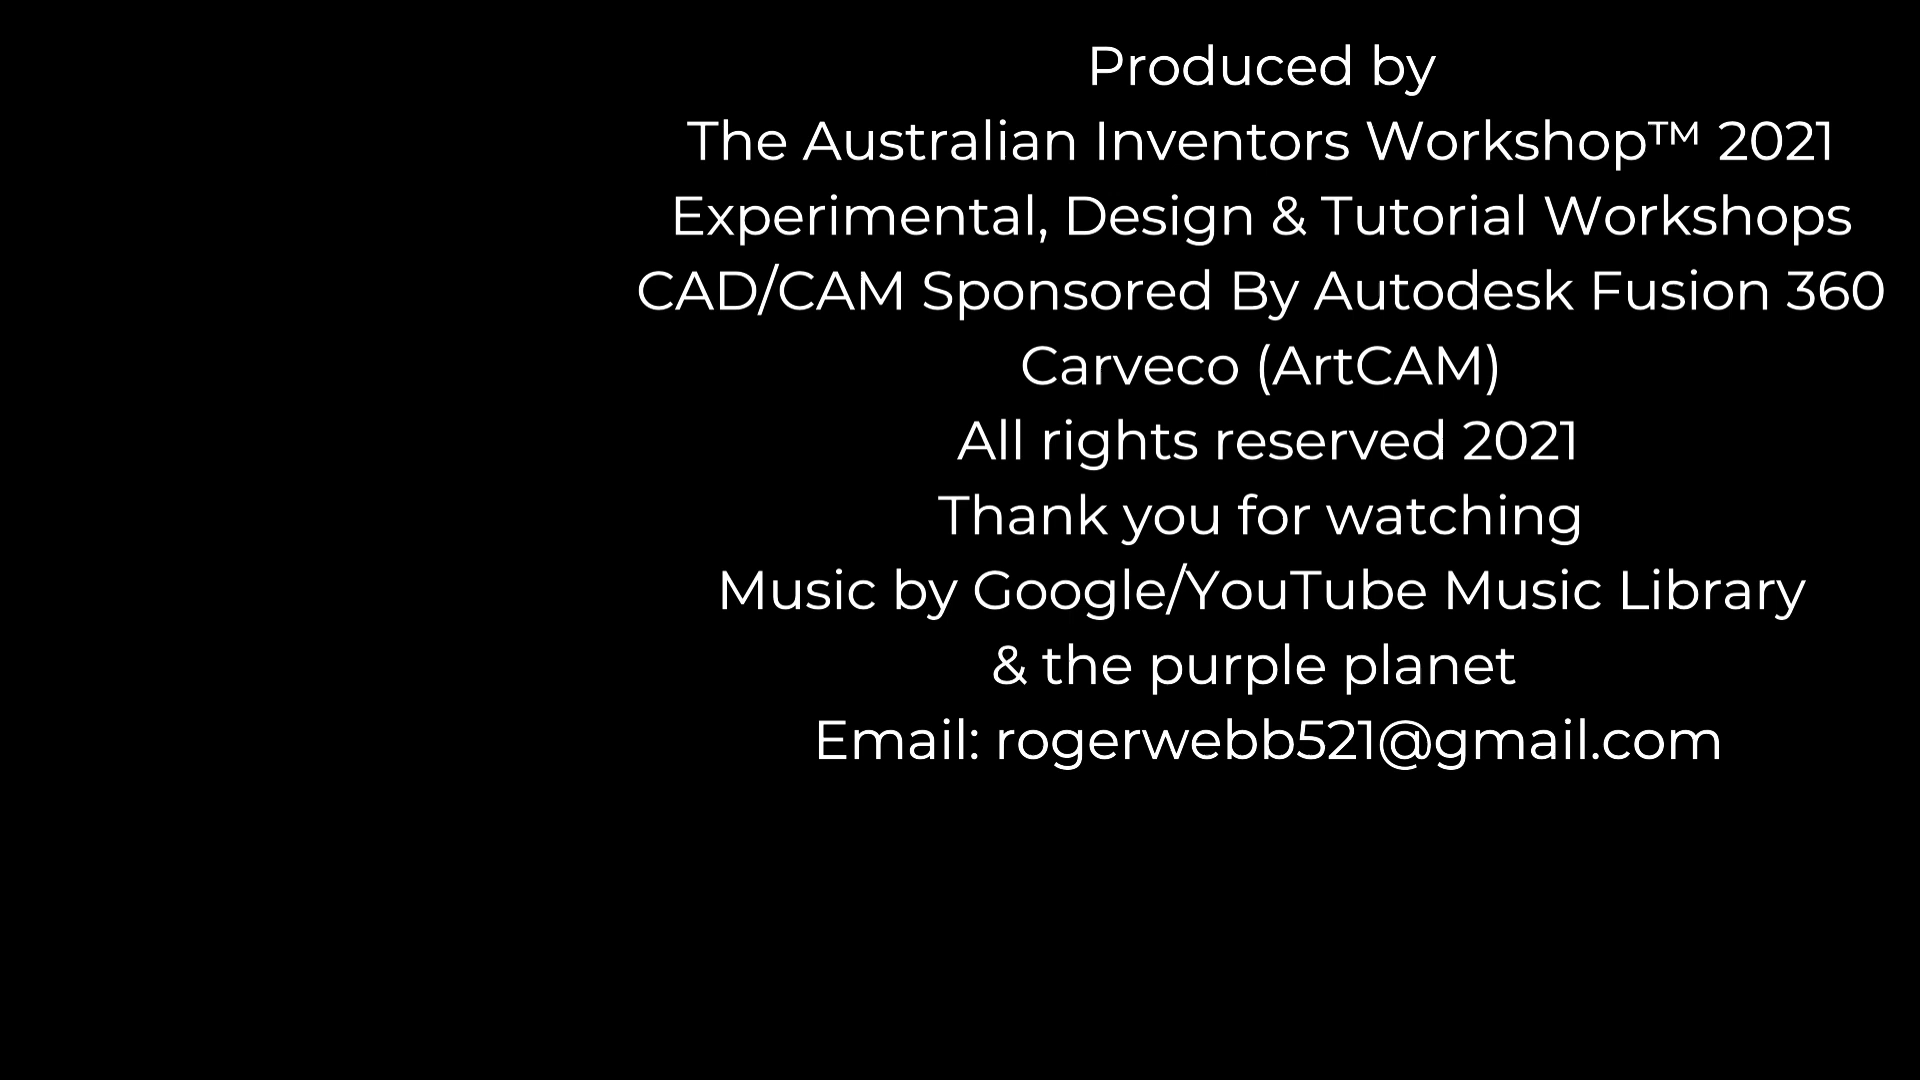 Produced by
The Australian Inventors Workshop™ 2021
Experimental, Design & Tutorial Workshops
CAD/CAM Sponsored By Autodesk Fusion 360
Carveco (ArtCAM)
All rights reserved 2021
Thank you for watching
Music by Google/YouTube Music Library
& the purple planet
Email: rogerwebb521@gmail.com